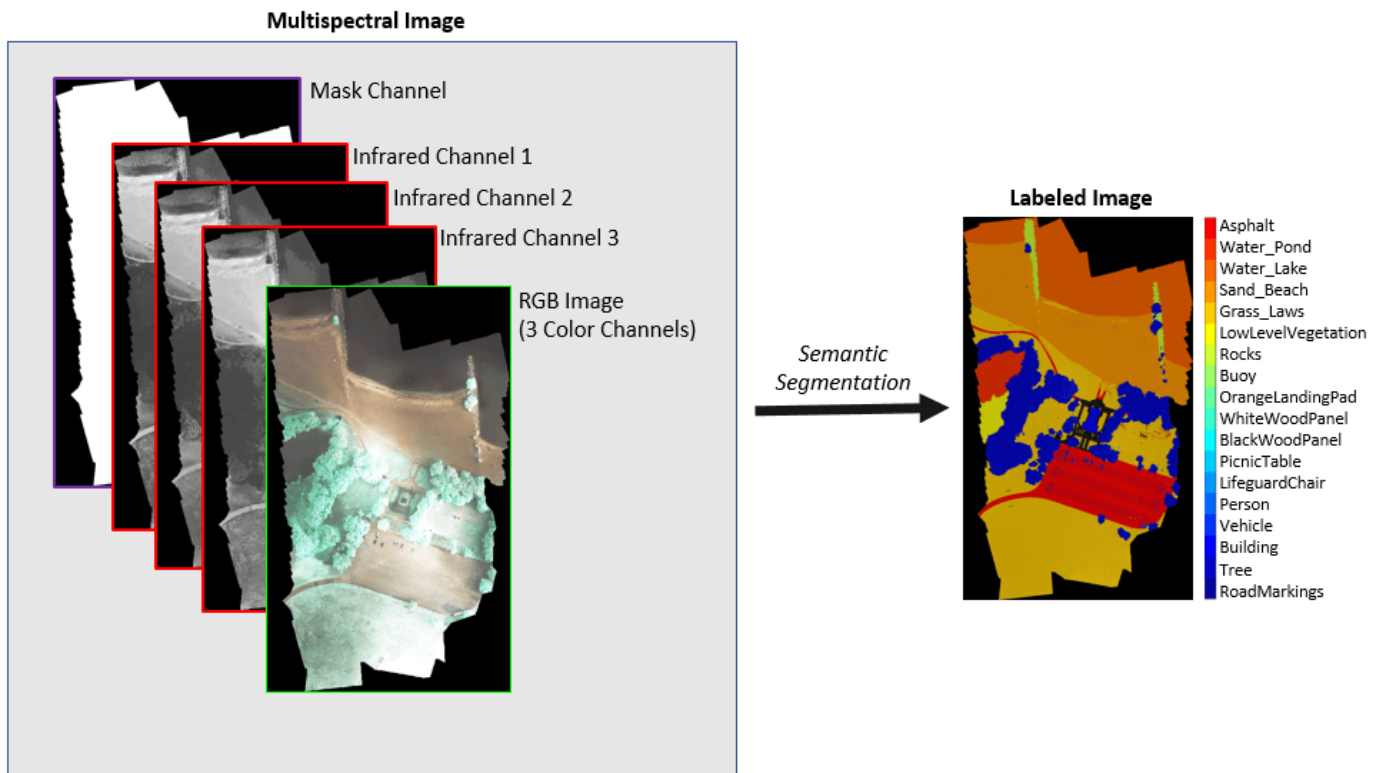 Multispectral Image
Mask Channel
Infrared Channel 1
Infrared Channel 2
Infrared Channel 3
RGB Image
(3 Color Channels)
Semantic
Segmentation
Labeled Image
Asphalt
Water_Pond
Water_Lake
Sand_Beach
Grass_Laws
LowLevelVegetation
Rocks
Buoy
OrangeLandingPad
WhiteWoodPanel
BlackWoodPanel
PicnicTable
LifeguardChair
Person
Vehicle
Building
Tree
RoadMarkings